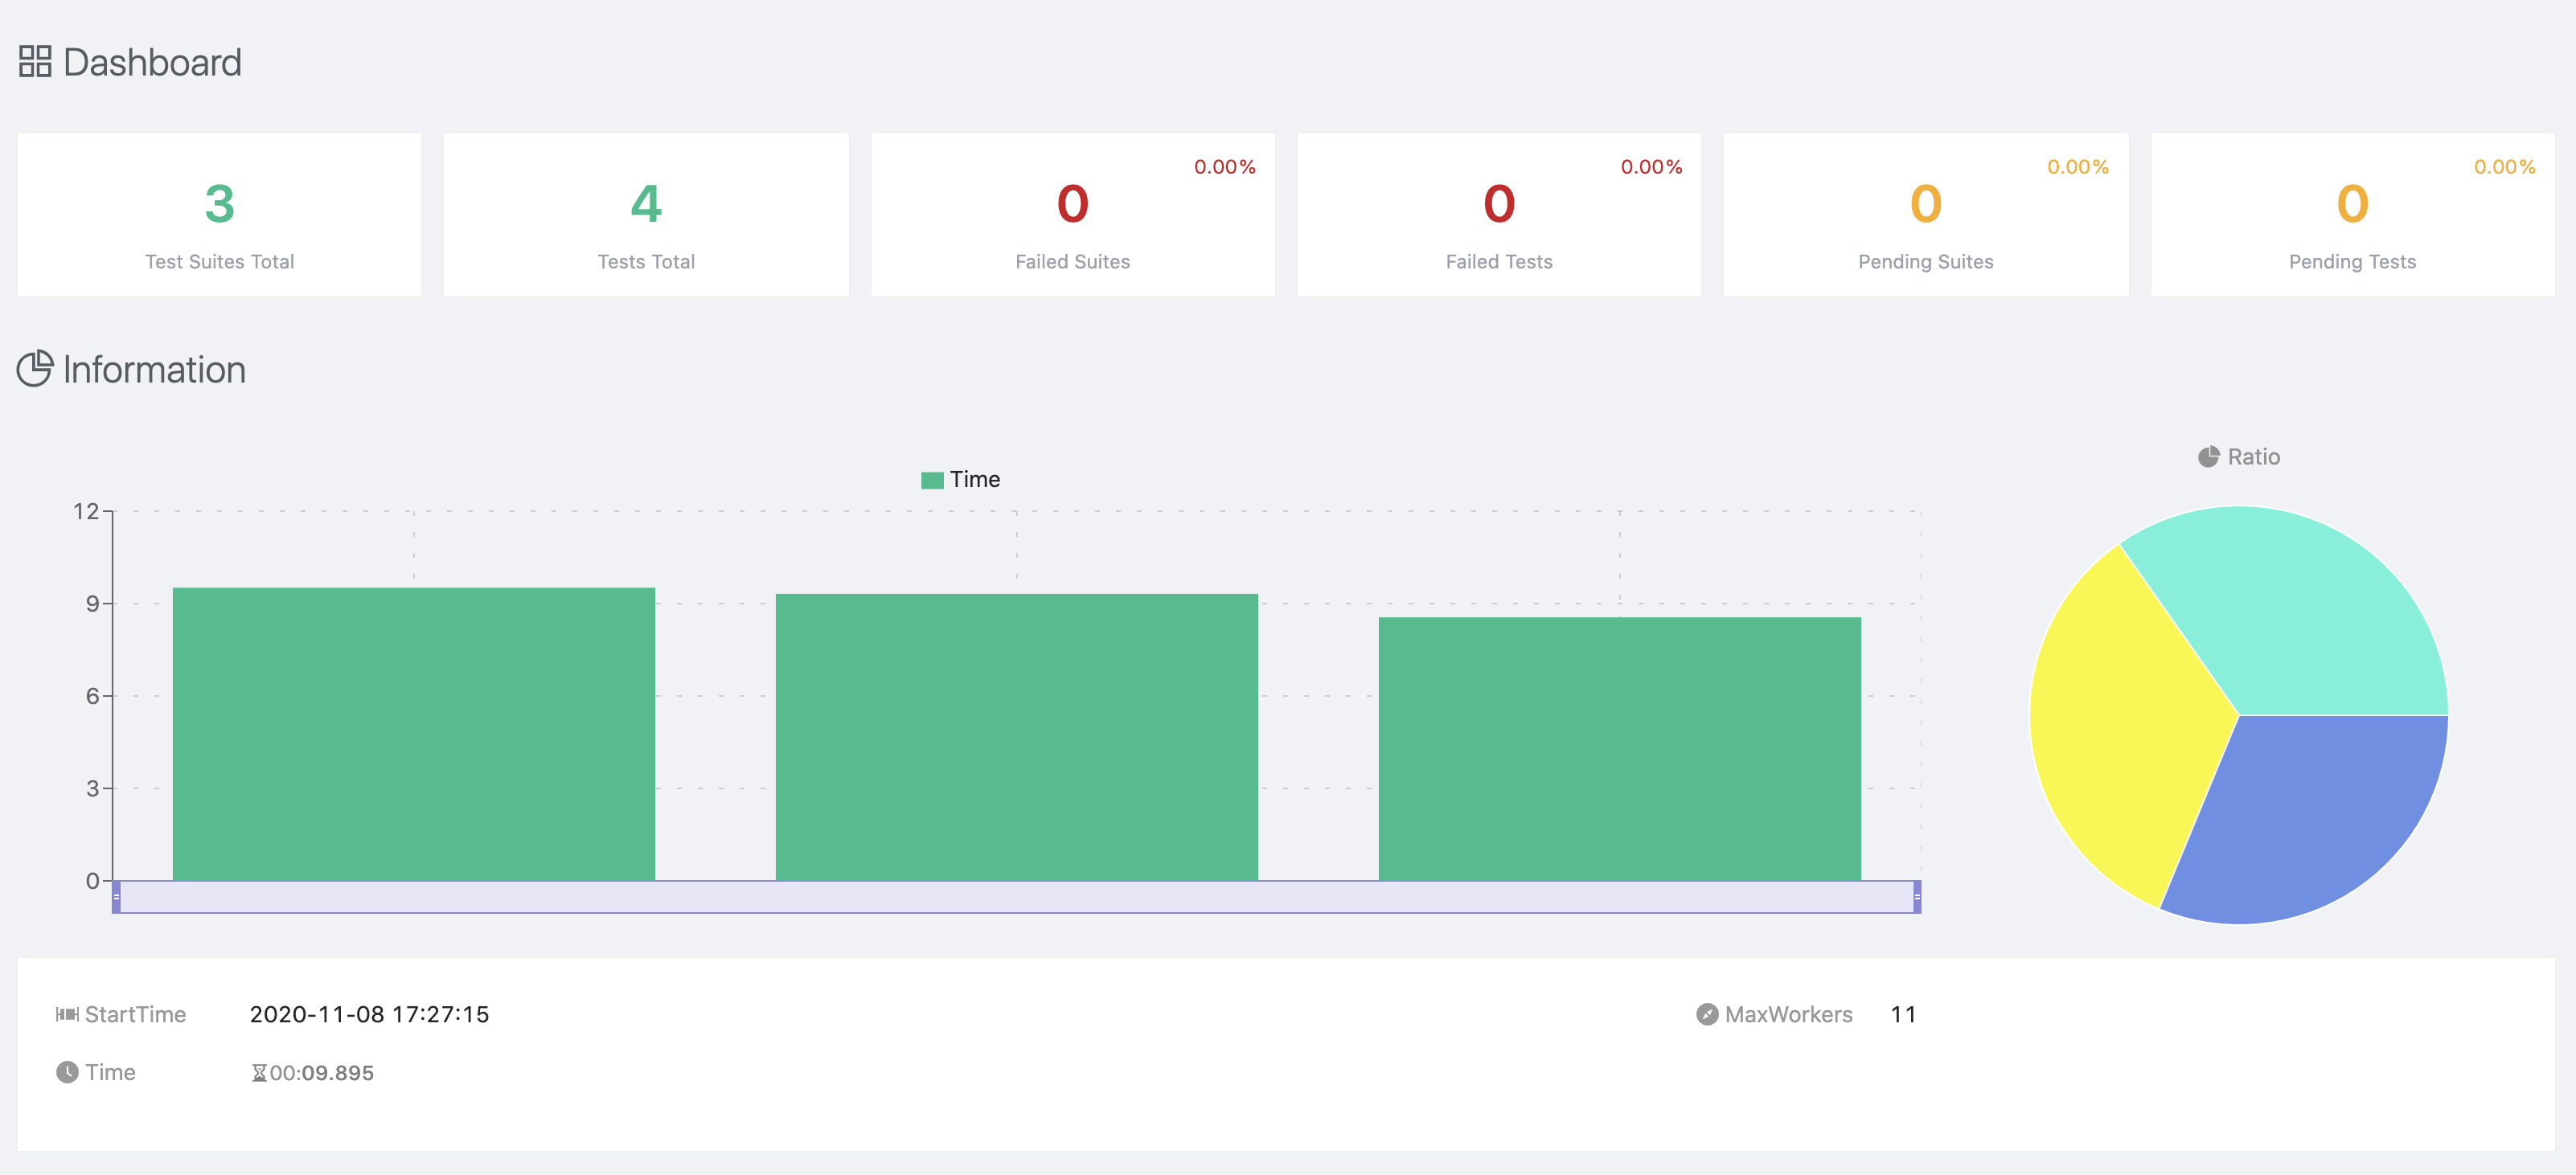 Dashboard
3
Test Suites Total
4
Tests Total
0.00%
0
Failed Suites
0.00%
0
Failed Tests
0.00%
0
Pending Suites
0.00%
0
Pending Tests
Information
Time
12
9
6
3
0
Ratio
StartTime 2020-11-08 17:27:15
MaxWorkers 11
Time 00:09.895